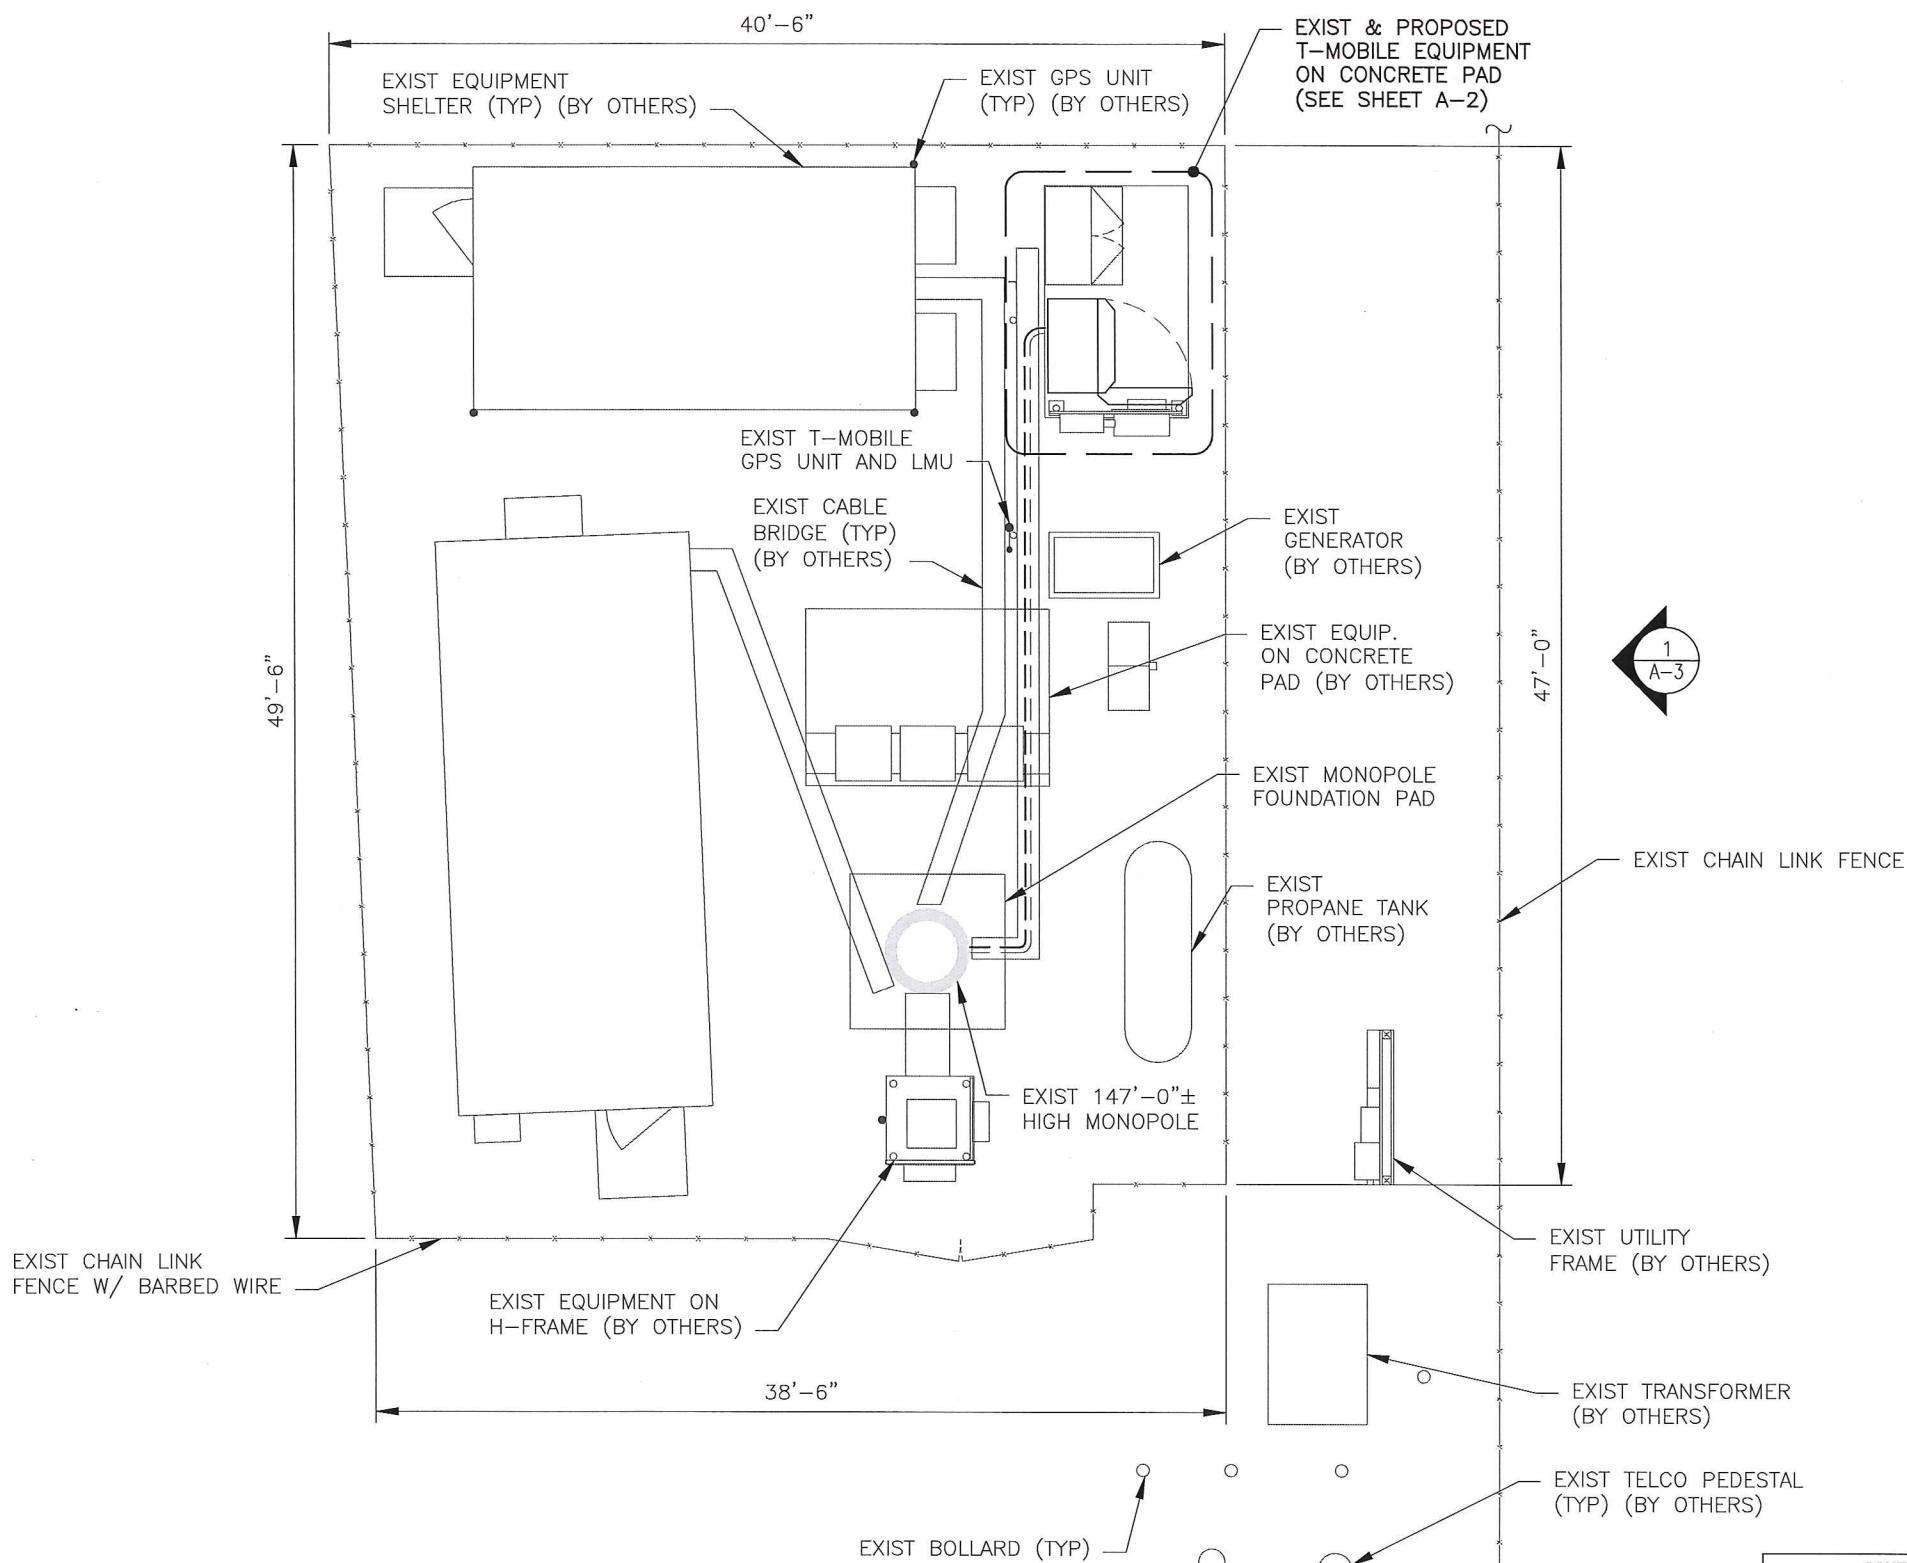 40'-6"
EXIST & PROPOSED
T-MOBILE EQUIPMENT
ON CONCRETE PAD
(SEE SHEET A-2)
EXIST EQUIPMENT
SHELTER (TYP) (BY OTHERS)
EXIST GPS UNIT
(TYP) (BY OTHERS)
EXIST T-MOBILE
GPS UNIT AND LMU
EXIST CABLE
BRIDGE (TYP)
(BY OTHERS)
EXIST
GENERATOR
(BY OTHERS)
EXIST EQUIP.
ON CONCRETE
PAD (BY OTHERS)
49'-6"
47'-0"
1
A-3
EXIST MONOPOLE
FOUNDATION PAD
EXIST CHAIN LINK FENCE
EXIST
PROPANE TANK
(BY OTHERS)
EXIST 147'-0"±
HIGH MONOPOLE
EXIST CHAIN LINK
FENCE W/ BARBED WIRE
EXIST UTILITY
FRAME (BY OTHERS)
EXIST EQUIPMENT ON
H-FRAME (BY OTHERS)
38'-6"
EXIST TRANSFORMER
(BY OTHERS)
EXIST TELCO PEDESTAL
(TYP) (BY OTHERS)
EXIST BOLLARD (TYP)